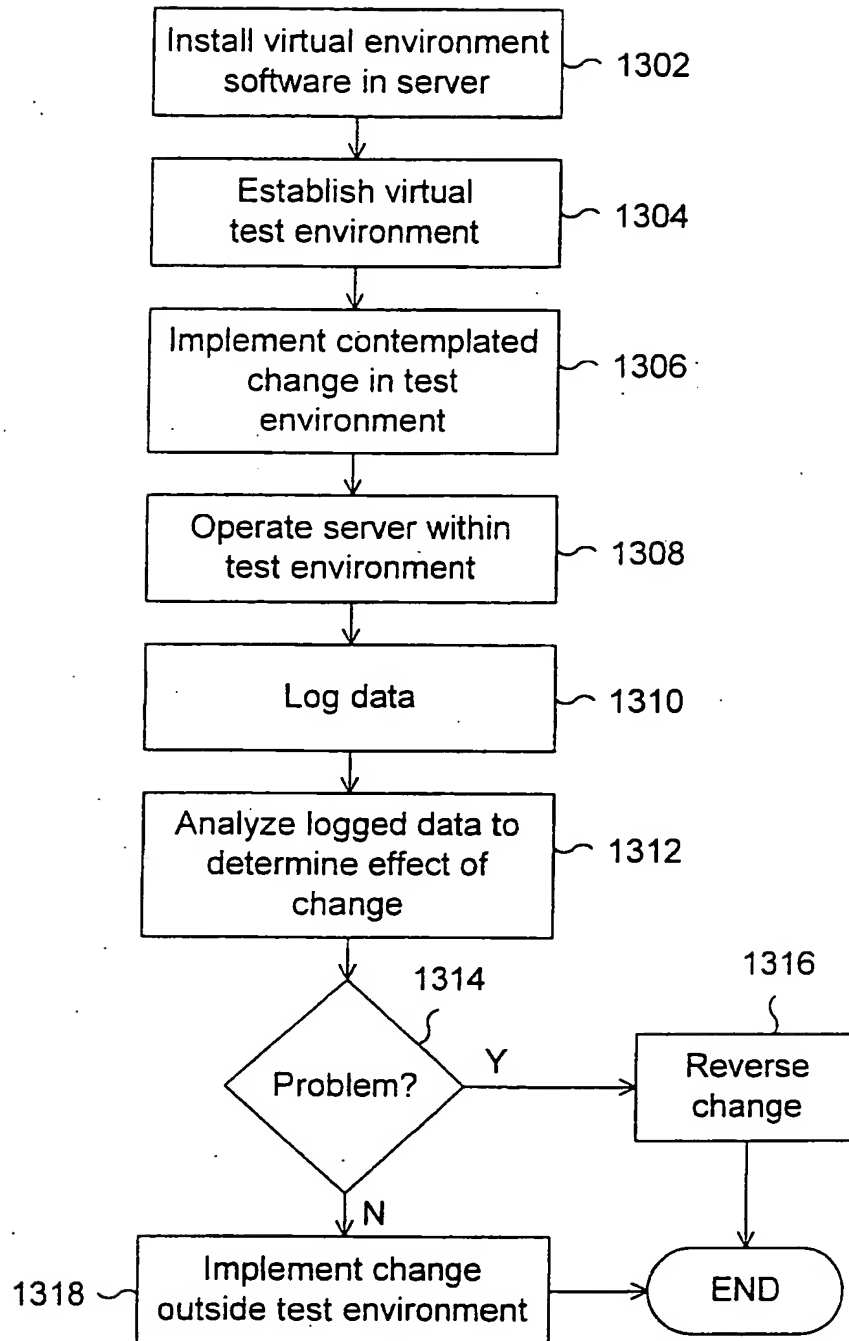 Install virtual environment
software in server
1302
Establish virtual
test environment
1304
Implement contemplated
change in test
environment
1306
Operate server within
test environment
1308
Log data
1310
Analyze logged data to
determine effect of
change
1312
1314
Problem?
Y
1316
Reverse
change
N
1318
Implement change
outside test environment
END